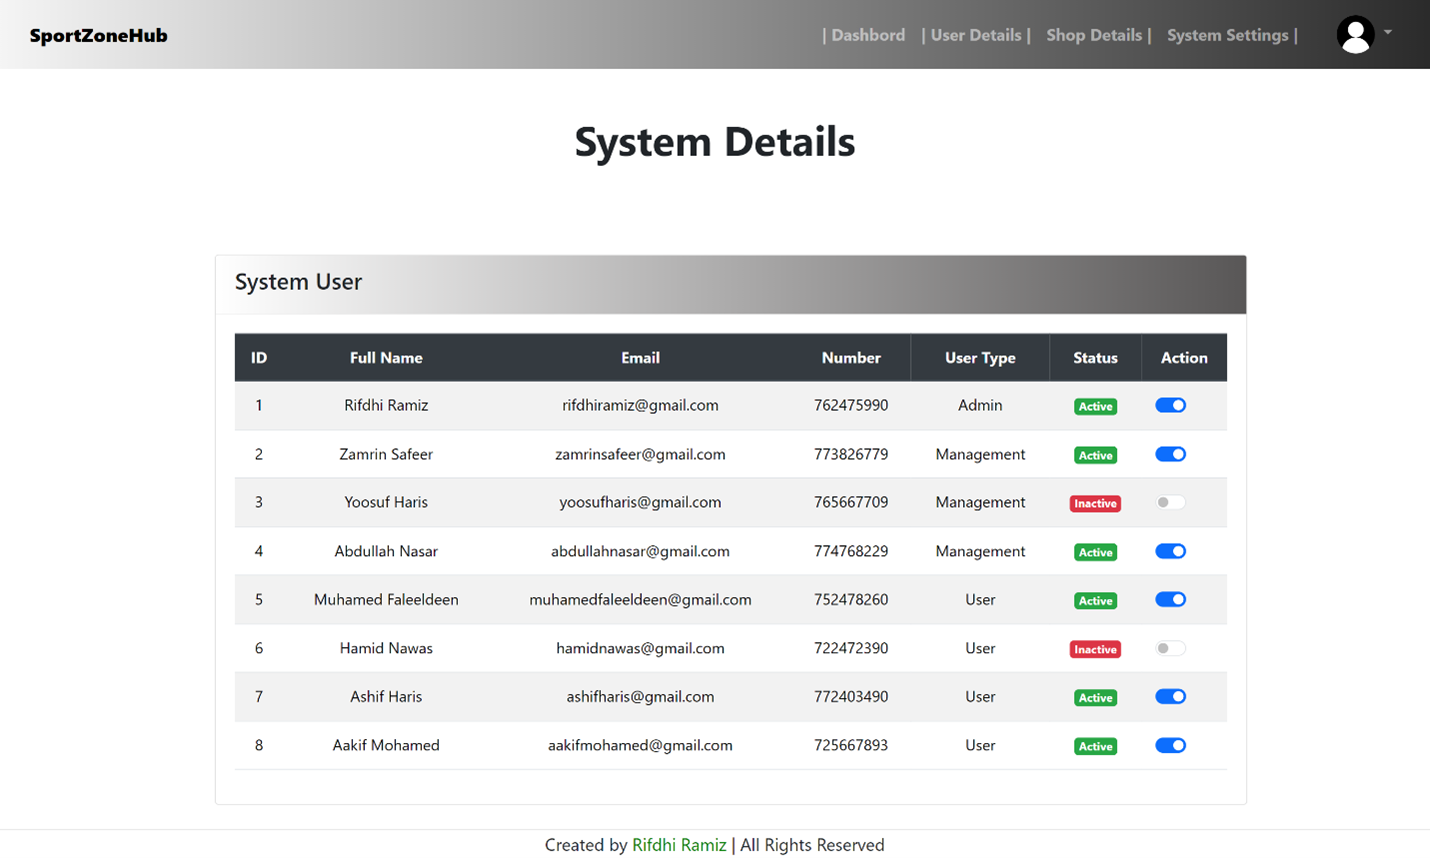 SportZoneHub | Dashbord | User Details | Shop Details | System Settings |
System Details
System User
ID Full Name Email Number User Type Status Action
1 Rifdhi Ramiz rifdhiramiz@gmail.com 762475990 Admin Active
2 Zamrin Safeer zamrinsafeer@gmail.com 773826779 Management Active
3 Yoosuf Haris yoosufharis@gmail.com 765667709 Management Inactive
4 Abdullah Nasar abdullahnasar@gmail.com 774768229 Management Active
5 Muhamed Faleeldeen muhamedfaleeldeen@gmail.com 752478260 User Active
6 Hamid Nawas hamidnawas@gmail.com 722472390 User Inactive
7 Ashif Haris ashifharis@gmail.com 772403490 User Active
8 Aakif Mohamed aakifmohamed@gmail.com 725667893 User Active
Created by Rifdhi Ramiz | All Rights Reserved